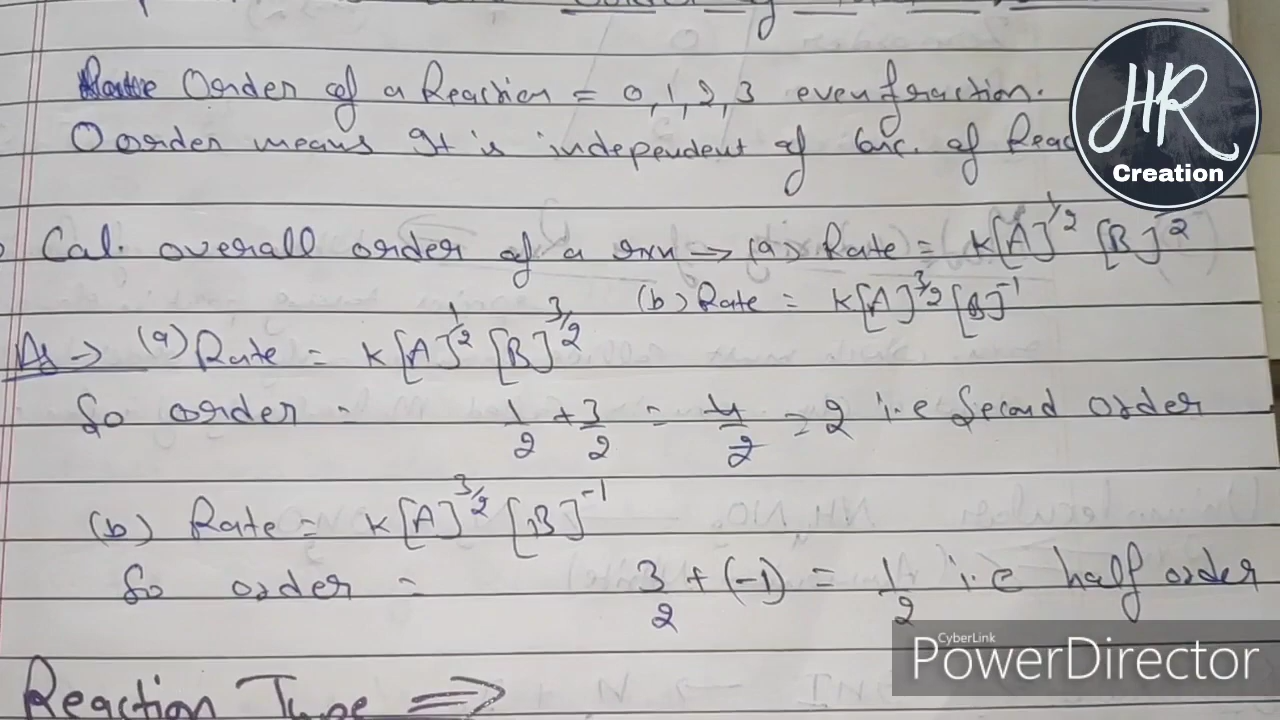 Order of a Reaction = 0, 1, 2, 3 even fraction.
0 order means It is independent of Conc. of Reac
HR
Creation
Cal. overall order of a rxn → (a) Rate = K[A]^1/2 [B]^3/2
(b) Rate = K[A]^3/2 [B]^-1
As → (a) Rate = K[A]^1/2 [B]^3/2
So order = 1/2 + 3/2 = 4/2 = 2 i.e Second order
(b) Rate = K[A]^3/2 [B]^-1
So order = 3/2 + (-1) = 1/2 i.e half order
CyberLink
PowerDirector
Reaction Type ⇒